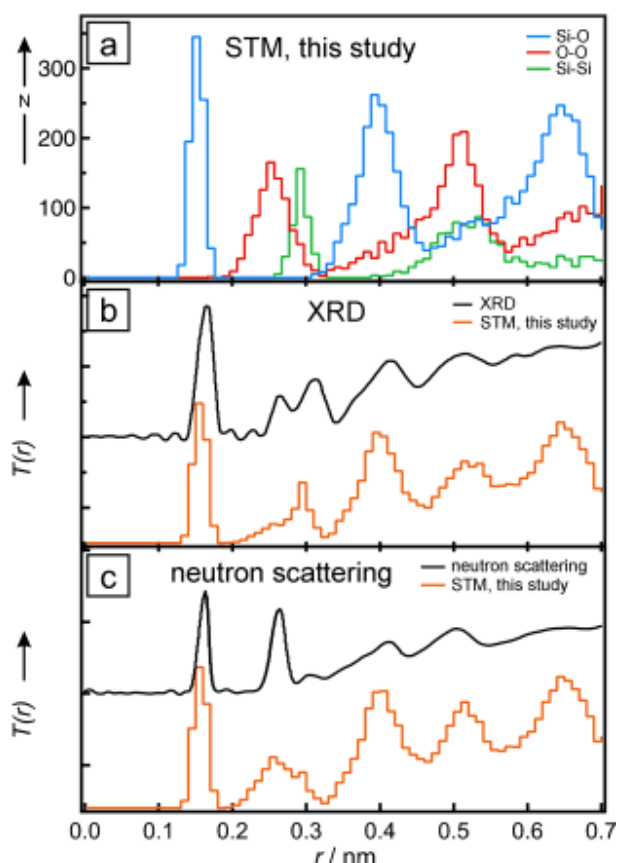 a
STM, this study
Si-O
O-O
Si-Si
N
300
200
100
0
b
XRD
XRD
STM, this study
T(r)
c
neutron scattering
neutron scattering
STM, this study
T(r)
0.0 0.1 0.2 0.3 0.4 0.5 0.6 0.7
r / nm